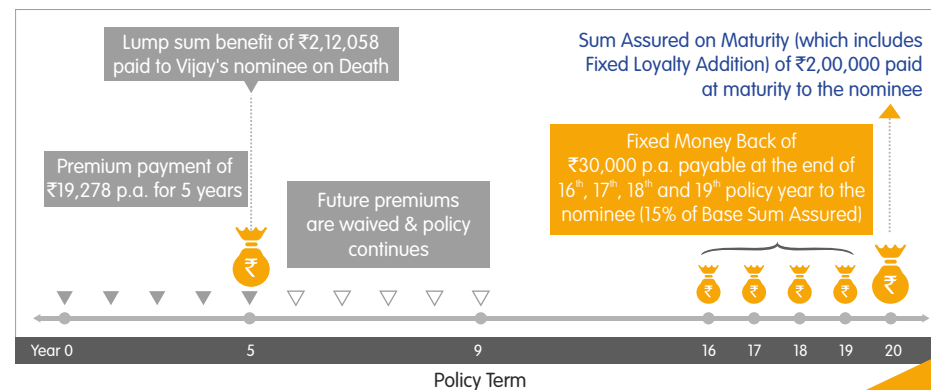 Lump sum benefit of ₹2,12,058
paid to Vijay's nominee on Death
Sum Assured on Maturity (which includes
Fixed Loyalty Addition) of ₹2,00,000 paid
at maturity to the nominee
Premium payment of
₹19,278 p.a. for 5 years
Future premiums
are waived & policy
continues
Fixed Money Back of
₹30,000 p.a. payable at the end of
16th, 17th, 18th and 19th policy year to the
nominee (15% of Base Sum Assured)
₹
₹ ₹ ₹ ₹ ₹
Year 0 5 9 16 17 18 19 20
Policy Term